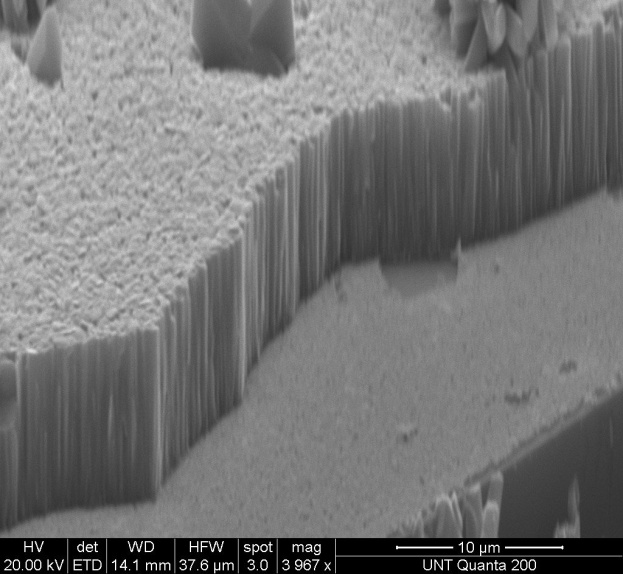 HV det WD HFW spot mag 10 µm
20.00 kV ETD 14.1 mm 37.6 µm 3.0 3 967 x UNT Quanta 200